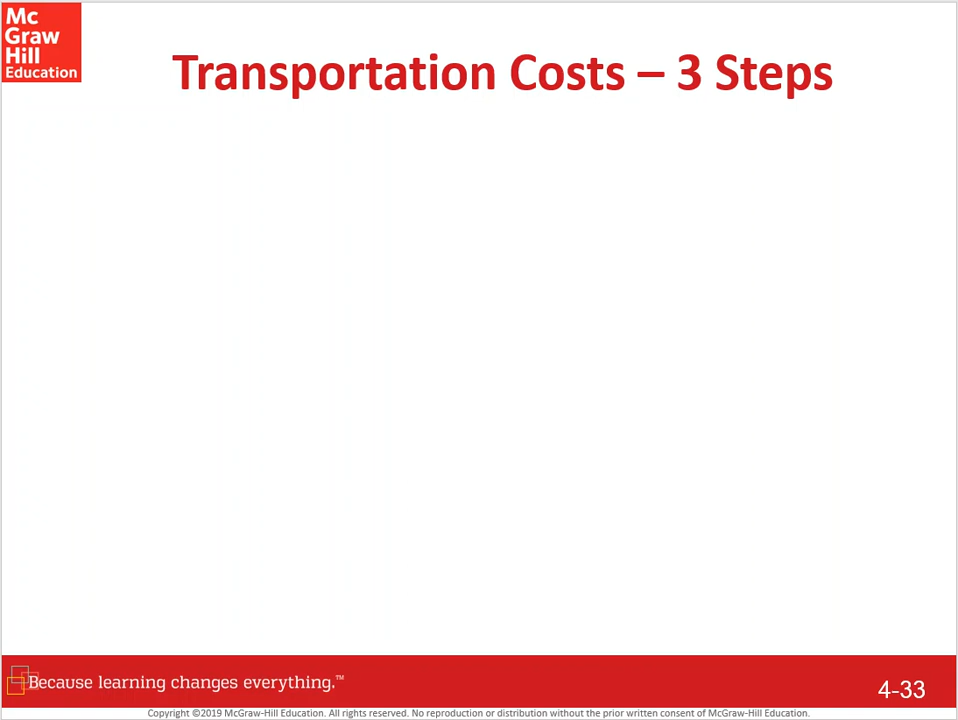 Mc
Graw
Hill
Education
Transportation Costs – 3 Steps
Because learning changes everything.™
4-33
Copyright ©2019 McGraw-Hill Education. All rights reserved. No reproduction or distribution without the prior written consent of McGraw-Hill Education.